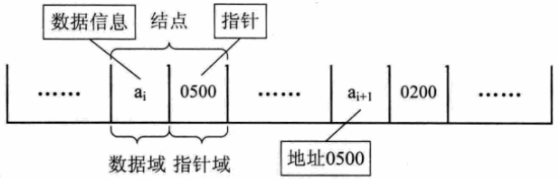 数据信息 结点 指针
…… aᵢ 0500 …… aᵢ₊₁ 0200 ……
数据域 指针域 地址0500